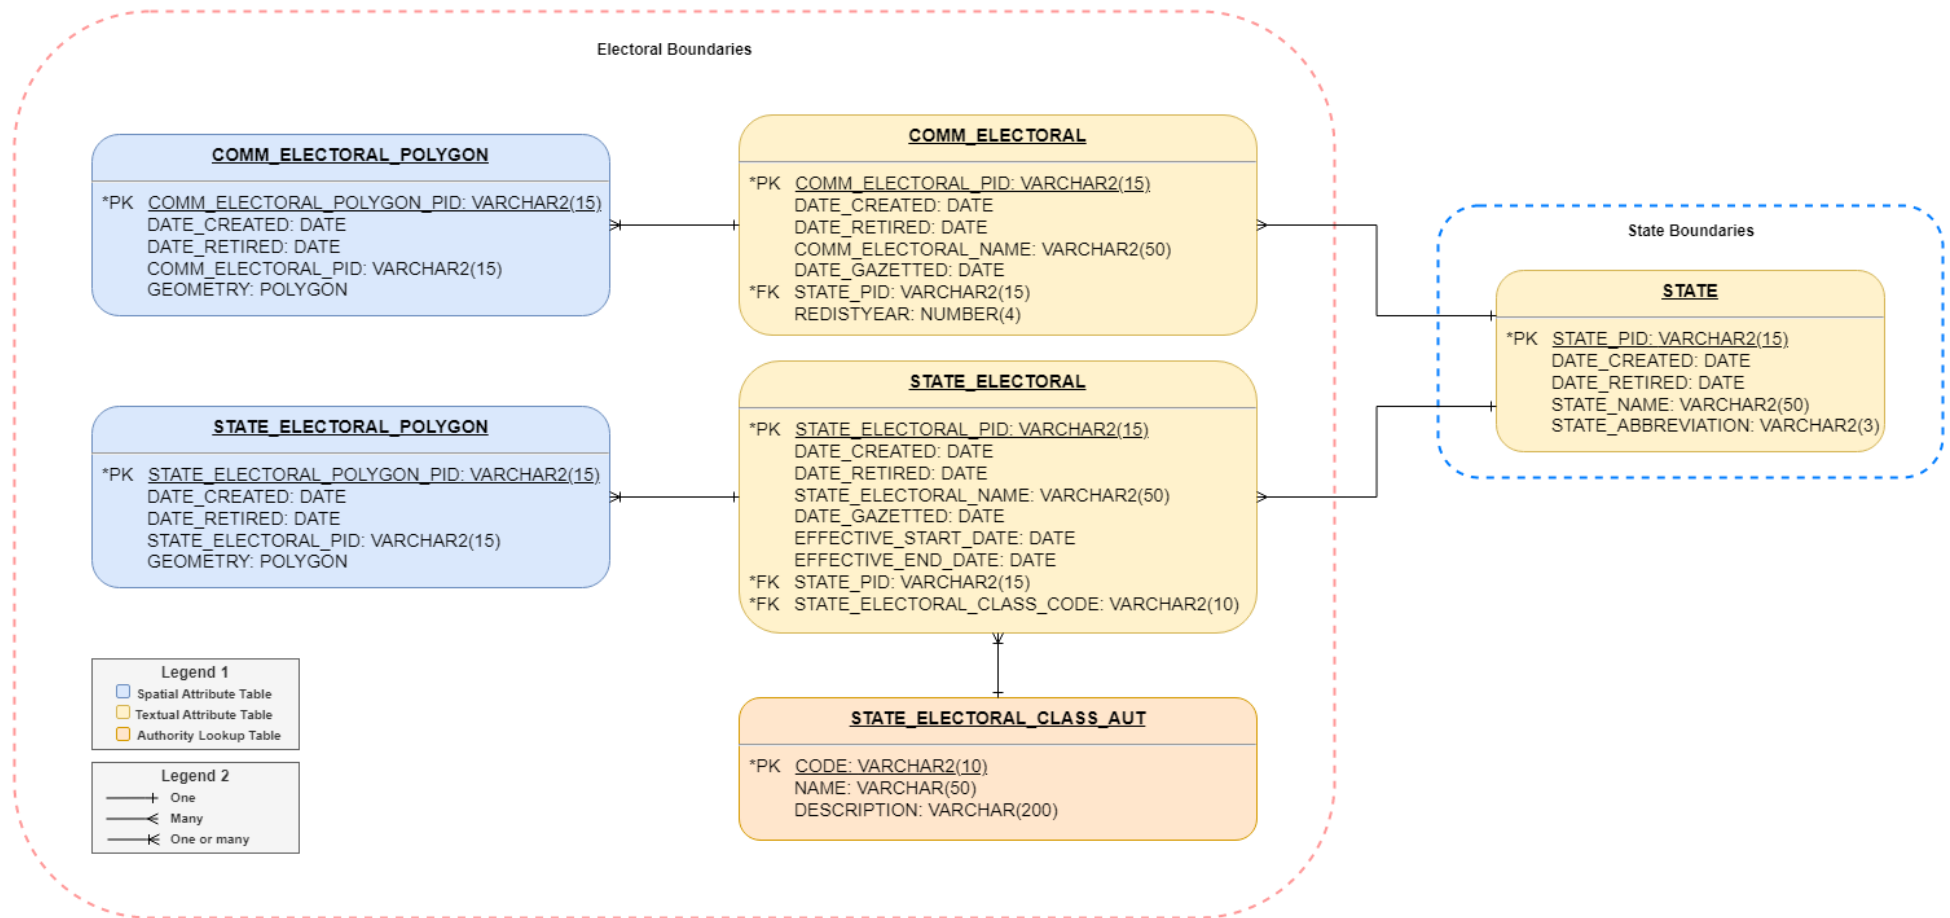 Electoral Boundaries
COMM_ELECTORAL_POLYGON
*PK COMM_ELECTORAL_POLYGON_PID: VARCHAR2(15)
DATE_CREATED: DATE
DATE_RETIRED: DATE
COMM_ELECTORAL_PID: VARCHAR2(15)
GEOMETRY: POLYGON
COMM_ELECTORAL
*PK COMM_ELECTORAL_PID: VARCHAR2(15)
DATE_CREATED: DATE
DATE_RETIRED: DATE
COMM_ELECTORAL_NAME: VARCHAR2(50)
DATE_GAZETTED: DATE
*FK STATE_PID: VARCHAR2(15)
REDISTYEAR: NUMBER(4)
State Boundaries
STATE
*PK STATE_PID: VARCHAR2(15)
DATE_CREATED: DATE
DATE_RETIRED: DATE
STATE_NAME: VARCHAR2(50)
STATE_ABBREVIATION: VARCHAR2(3)
STATE_ELECTORAL_POLYGON
*PK STATE_ELECTORAL_POLYGON_PID: VARCHAR2(15)
DATE_CREATED: DATE
DATE_RETIRED: DATE
STATE_ELECTORAL_PID: VARCHAR2(15)
GEOMETRY: POLYGON
STATE_ELECTORAL
*PK STATE_ELECTORAL_PID: VARCHAR2(15)
DATE_CREATED: DATE
DATE_RETIRED: DATE
STATE_ELECTORAL_NAME: VARCHAR2(50)
DATE_GAZETTED: DATE
EFFECTIVE_START_DATE: DATE
EFFECTIVE_END_DATE: DATE
*FK STATE_PID: VARCHAR2(15)
*FK STATE_ELECTORAL_CLASS_CODE: VARCHAR2(10)
STATE_ELECTORAL_CLASS_AUT
*PK CODE: VARCHAR2(10)
NAME: VARCHAR(50)
DESCRIPTION: VARCHAR(200)
Legend 1
Spatial Attribute Table
Textual Attribute Table
Authority Lookup Table
Legend 2
One
Many
One or many